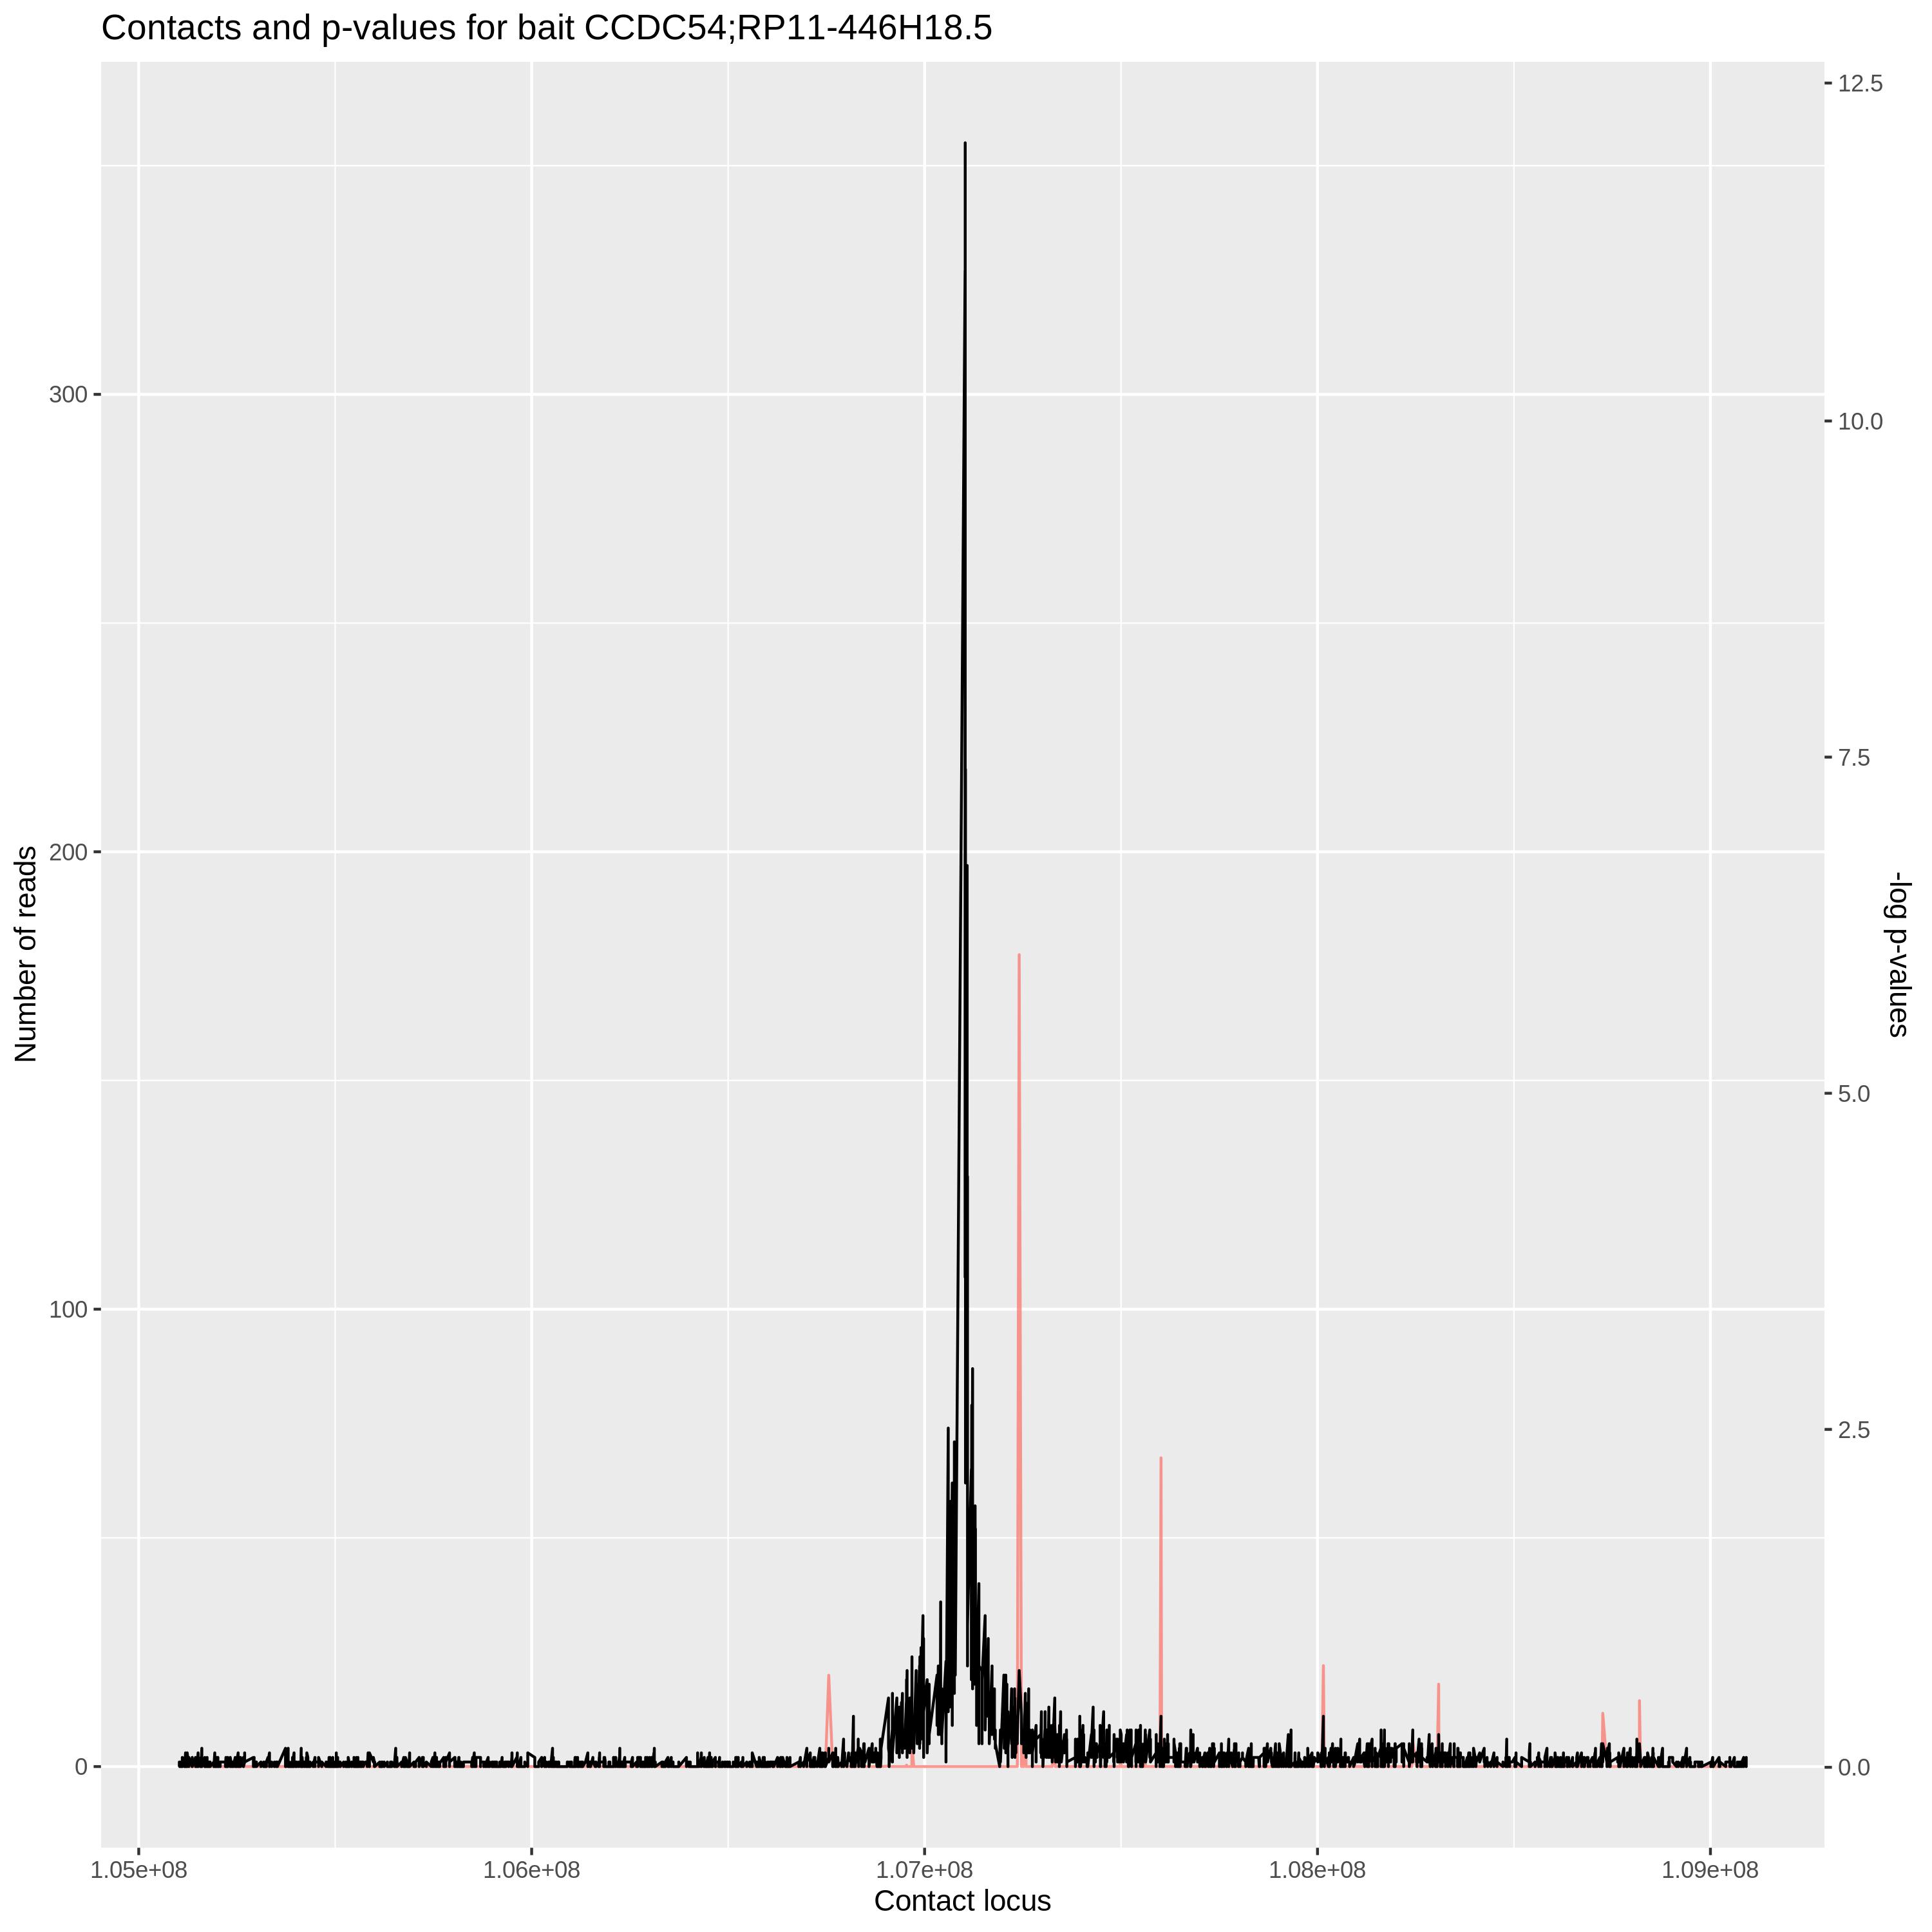 Contacts and p-values for bait CCDC54;RP11-446H18.5
12.5
10.0
7.5
5.0
2.5
0.0
-log p-values
300
200
100
0
Number of reads
1.05e+08
1.06e+08
1.07e+08
1.08e+08
1.09e+08
Contact locus